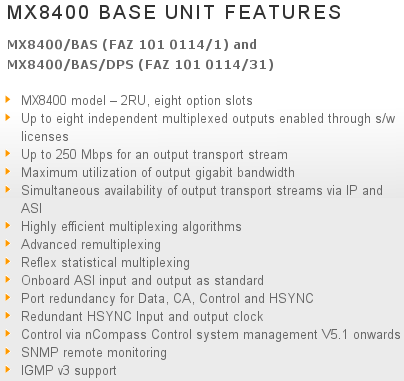 MX8400 BASE UNIT FEATURES
MX8400/BAS (FAZ 101 0114/1) and
MX8400/BAS/DPS (FAZ 101 0114/31)
MX8400 model – 2RU, eight option slots
Up to eight independent multiplexed outputs enabled through s/w
licenses
Up to 250 Mbps for an output transport stream
Maximum utilization of output gigabit bandwidth
Simultaneous availability of output transport streams via IP and
ASI
Highly efficient multiplexing algorithms
Advanced remultiplexing
Reflex statistical multiplexing
Onboard ASI input and output as standard
Port redundancy for Data, CA, Control and HSYNC
Redundant HSYNC Input and output clock
Control via nCompass Control system management V5.1 onwards
SNMP remote monitoring
IGMP v3 support